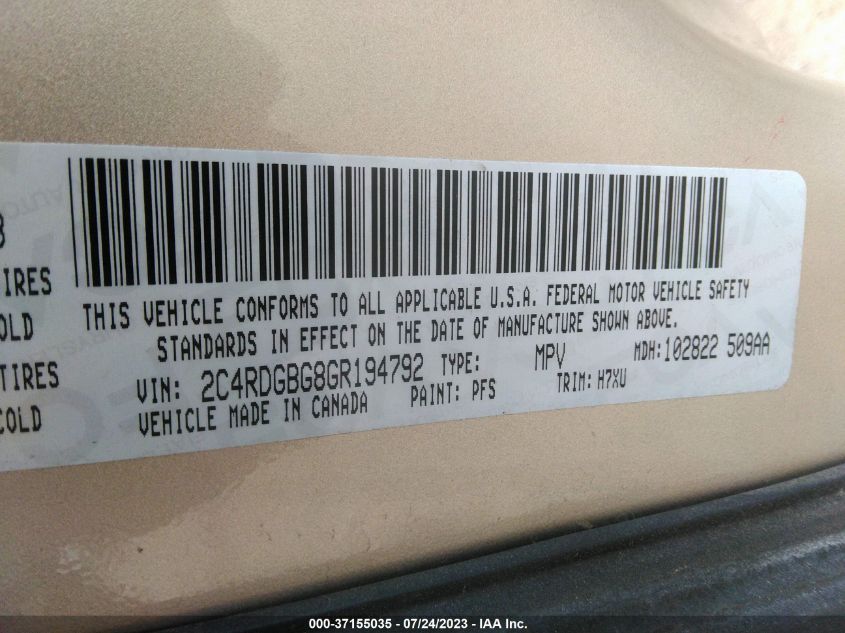 3
TIRES
THIS VEHICLE CONFORMS TO ALL APPLICABLE U.S.A. FEDERAL MOTOR VEHICLE SAFETY
OLD
STANDARDS IN EFFECT ON THE DATE OF MANUFACTURE SHOWN ABOVE.
TIRES
VIN: 2C4RDGBG8GR194792 TYPE: MPV MDH:102822 509AA
COLD
VEHICLE MADE IN CANADA PAINT: PFS TRIM: H7XU
000-37155035 / 07/24/2023 - IAA Inc.